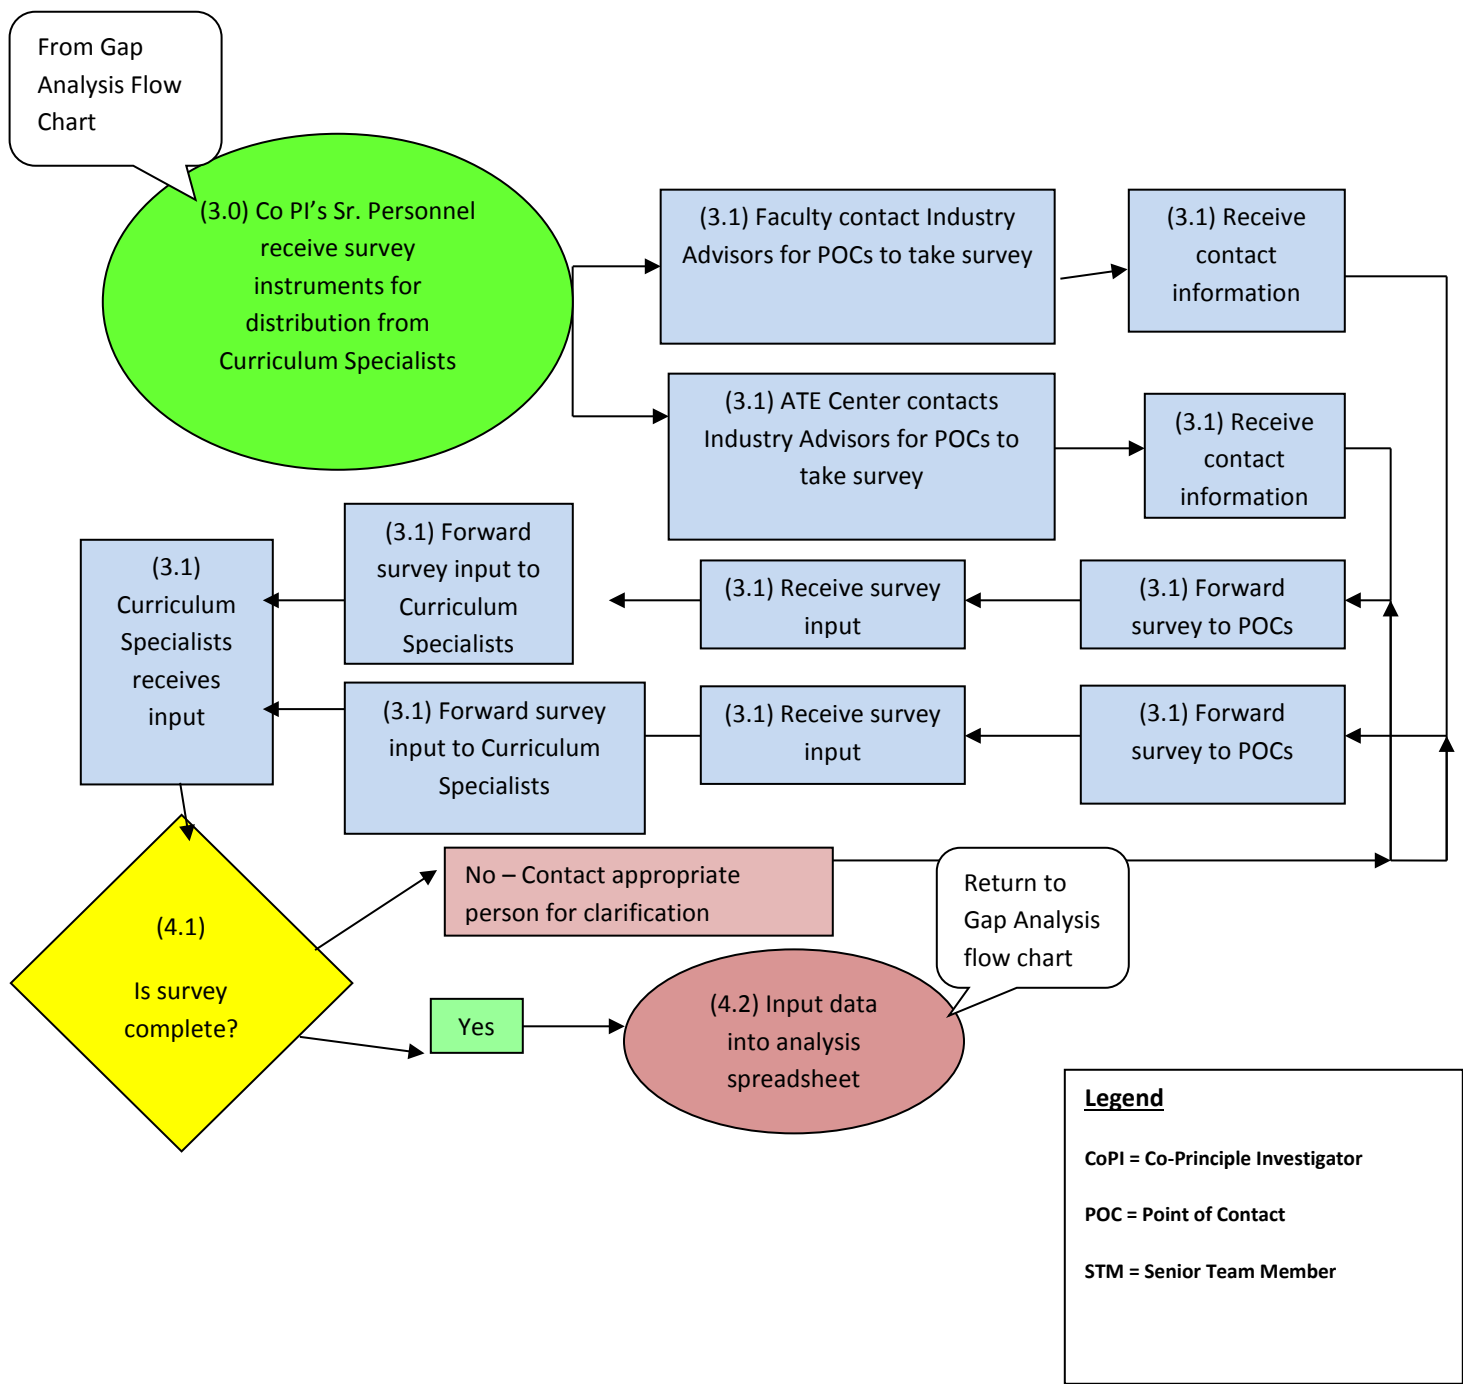 From Gap
Analysis Flow
Chart
(3.0) Co PI’s Sr. Personnel
receive survey
instruments for
distribution from
Curriculum Specialists
(3.1) Faculty contact Industry
Advisors for POCs to take survey
(3.1) Receive
contact
information
(3.1) ATE Center contacts
Industry Advisors for POCs to
take survey
(3.1) Receive
contact
information
(3.1)
Curriculum
Specialists
receives
input
(3.1) Forward
survey input to
Curriculum
Specialists
(3.1) Receive survey
input
(3.1) Forward
survey to POCs
(3.1) Forward survey
input to Curriculum
Specialists
(3.1) Receive survey
input
(3.1) Forward
survey to POCs
(4.1)
Is survey
complete?
No – Contact appropriate
person for clarification
Return to
Gap Analysis
flow chart
Yes
(4.2) Input data
into analysis
spreadsheet
Legend
CoPI = Co-Principle Investigator
POC = Point of Contact
STM = Senior Team Member